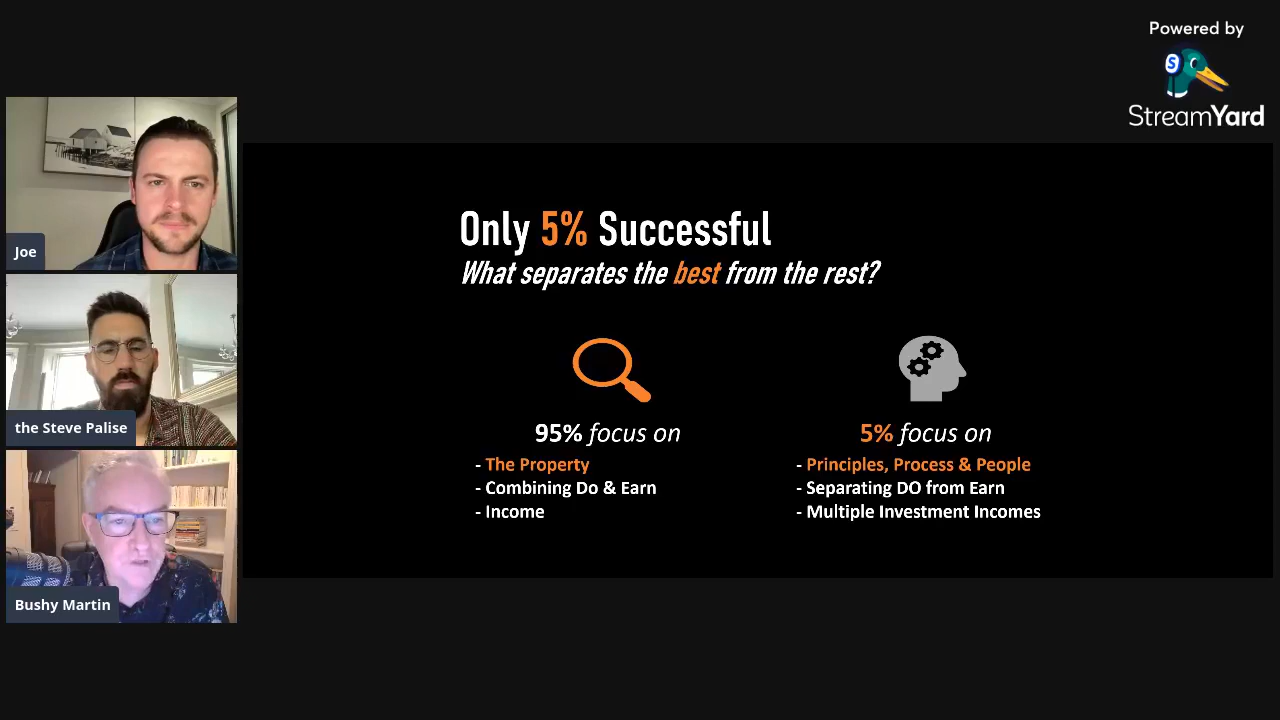 Powered by
S
StreamYard
Joe
the Steve Palise
Bushy Martin
Only 5% Successful
What separates the best from the rest?
95% focus on
- The Property
- Combining Do & Earn
- Income
5% focus on
- Principles, Process & People
- Separating DO from Earn
- Multiple Investment Incomes